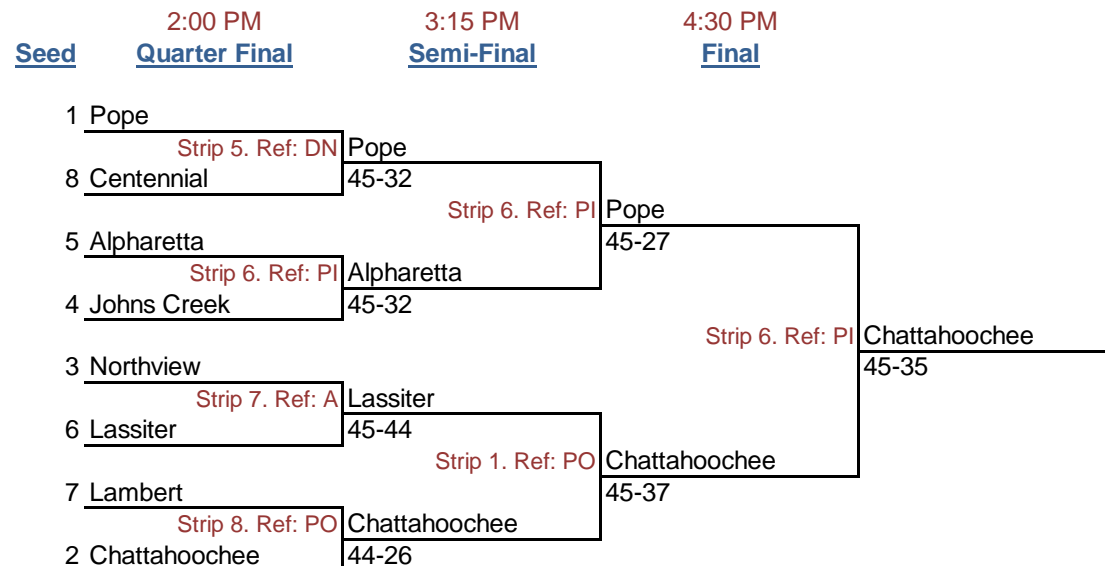 2:00 PM 3:15 PM 4:30 PM
Seed Quarter Final Semi-Final Final
1 Pope
Strip 5. Ref: DN Pope
8 Centennial 45-32
Strip 6. Ref: PI Pope
5 Alpharetta 45-27
Strip 6. Ref: PI Alpharetta
4 Johns Creek 45-32
Strip 6. Ref: PI Chattahoochee
3 Northview 45-35
Strip 7. Ref: A Lassiter
6 Lassiter 45-44
Strip 1. Ref: PO Chattahoochee
7 Lambert 45-37
Strip 8. Ref: PO Chattahoochee
2 Chattahoochee 44-26